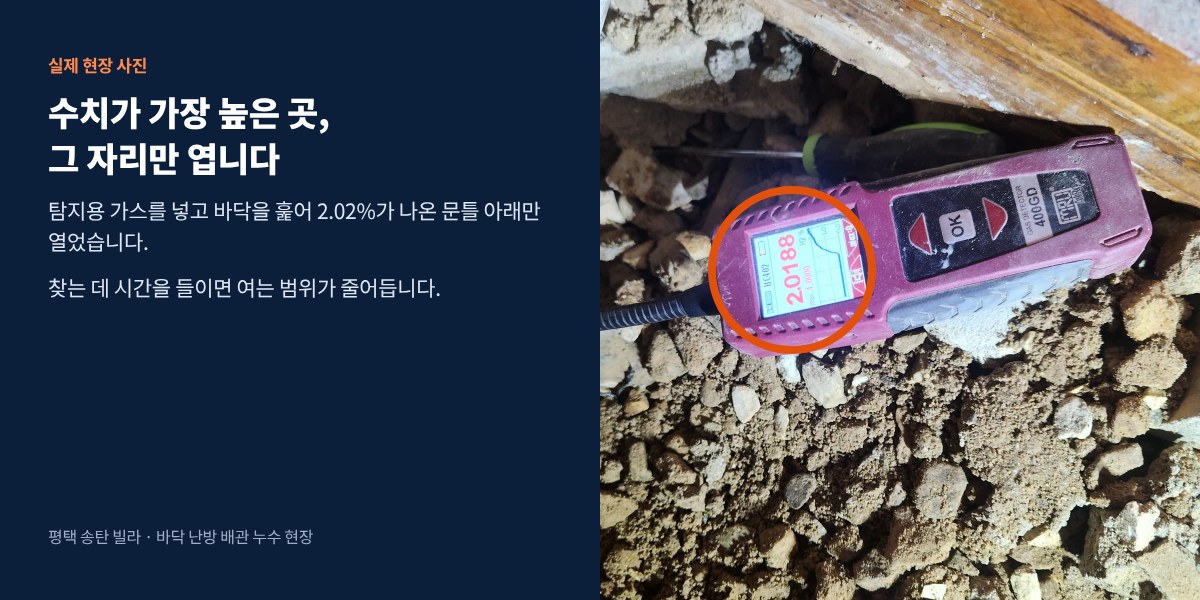 실제 현장 사진
수치가 가장 높은 곳,
그 자리만 엽니다
탐지용 가스를 넣고 바닥을 훑어 2.02%가 나온 문틀 아래만
열었습니다.
찾는 데 시간을 들이면 여는 범위가 줄어듭니다.
평택 송탄 빌라 · 바닥 난방 배관 누수 현장
2.0188
OK
GAS DETECTOR
400GD
MRU